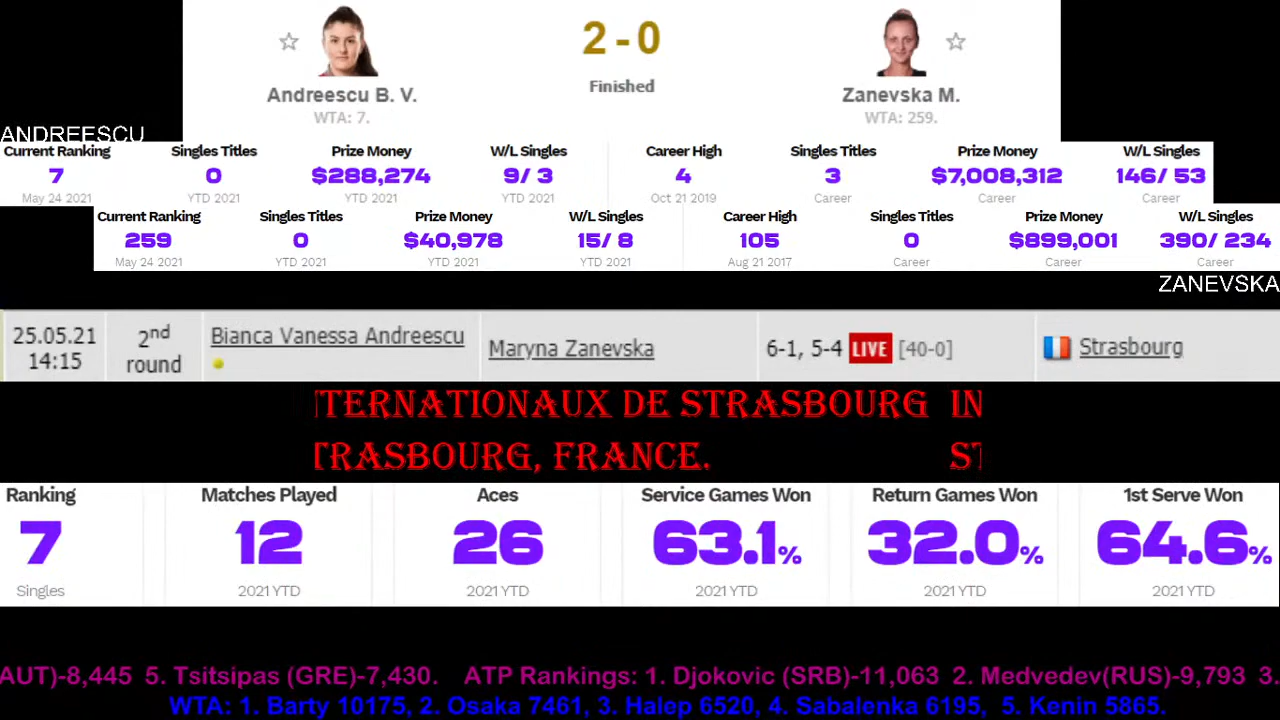 2 - 0
Finished
Andreescu B. V.
WTA: 7.
Zanevska M.
WTA: 259.
ANDREESCU
Current Ranking Singles Titles Prize Money W/L Singles Career High Singles Titles Prize Money W/L Singles
7 0 $288,274 9/ 3 4 3 $7,008,312 146/ 53
May 24 2021 YTD 2021 YTD 2021 YTD 2021 Oct 21 2019 Career Career Career
Current Ranking Singles Titles Prize Money W/L Singles Career High Singles Titles Prize Money W/L Singles
259 0 $40,978 15/ 8 105 0 $899,001 390/ 234
May 24 2021 YTD 2021 YTD 2021 YTD 2021 Aug 21 2017 Career Career Career
ZANEVSKA
25.05.21
14:15
2nd
round
Bianca Vanessa Andreescu
Maryna Zanevska
6-1, 5-4 LIVE [40-0]
Strasbourg
TERNATIONAUX DE STRASBOURG IN
TRASBOURG, FRANCE. ST
Ranking Matches Played Aces Service Games Won Return Games Won 1st Serve Won
7 12 26 63.1% 32.0% 64.6%
Singles 2021 YTD 2021 YTD 2021 YTD 2021 YTD 2021 YTD
AUT)-8,445 5. Tsitsipas (GRE)-7,430. ATP Rankings: 1. Djokovic (SRB)-11,063 2. Medvedev(RUS)-9,793 3.
WTA: 1. Barty 10175, 2. Osaka 7461, 3. Halep 6520, 4. Sabalenka 6195, 5. Kenin 5865.